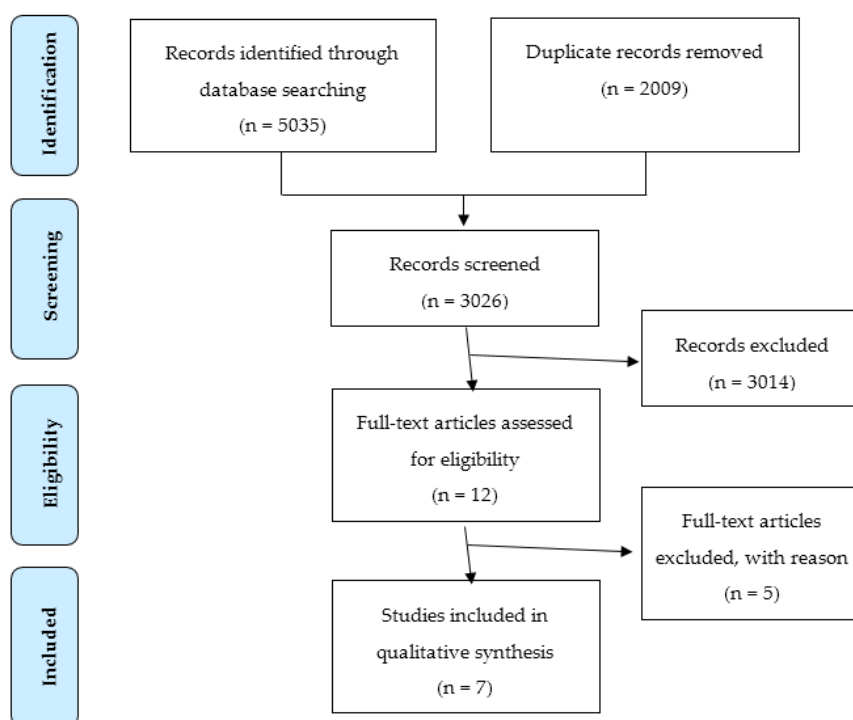 Identification
Records identified through
database searching
(n = 5035)
Duplicate records removed
(n = 2009)
Screening
Records screened
(n = 3026)
Records excluded
(n = 3014)
Eligibility
Full-text articles assessed
for eligibility
(n = 12)
Full-text articles
excluded, with reason
(n = 5)
Included
Studies included in
qualitative synthesis
(n = 7)